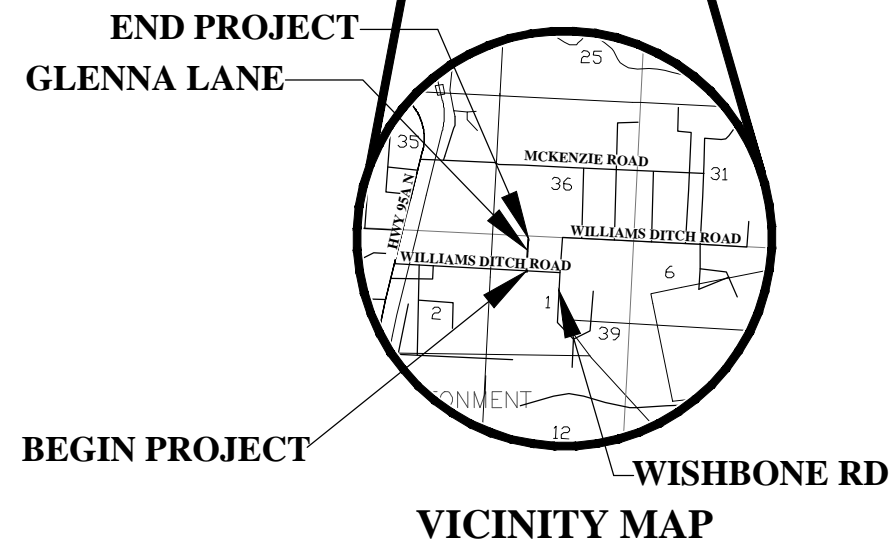 END PROJECT
GLENNA LANE
25
35
MCKENZIE ROAD
31
36
HWY 95A N
WILLIAMS DITCH ROAD
WILLIAMS DITCH ROAD
6
1
2
39
ONMENT
12
BEGIN PROJECT
WISHBONE RD
VICINITY MAP